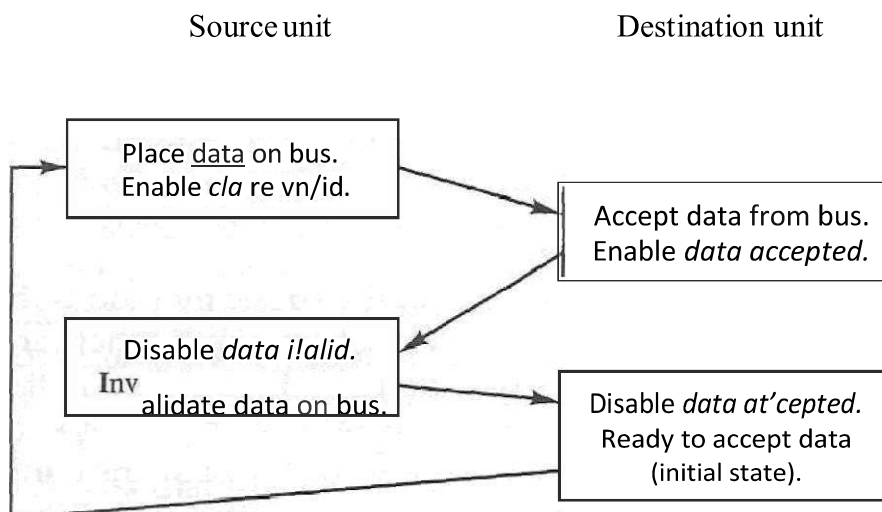 Source unit
Destination unit
Place data on bus.
Enable cla re vn/id.
Accept data from bus.
Enable data accepted.
Disable data i!alid.
Inv
alidate data on bus.
Disable data at’cepted.
Ready to accept data
(initial state).